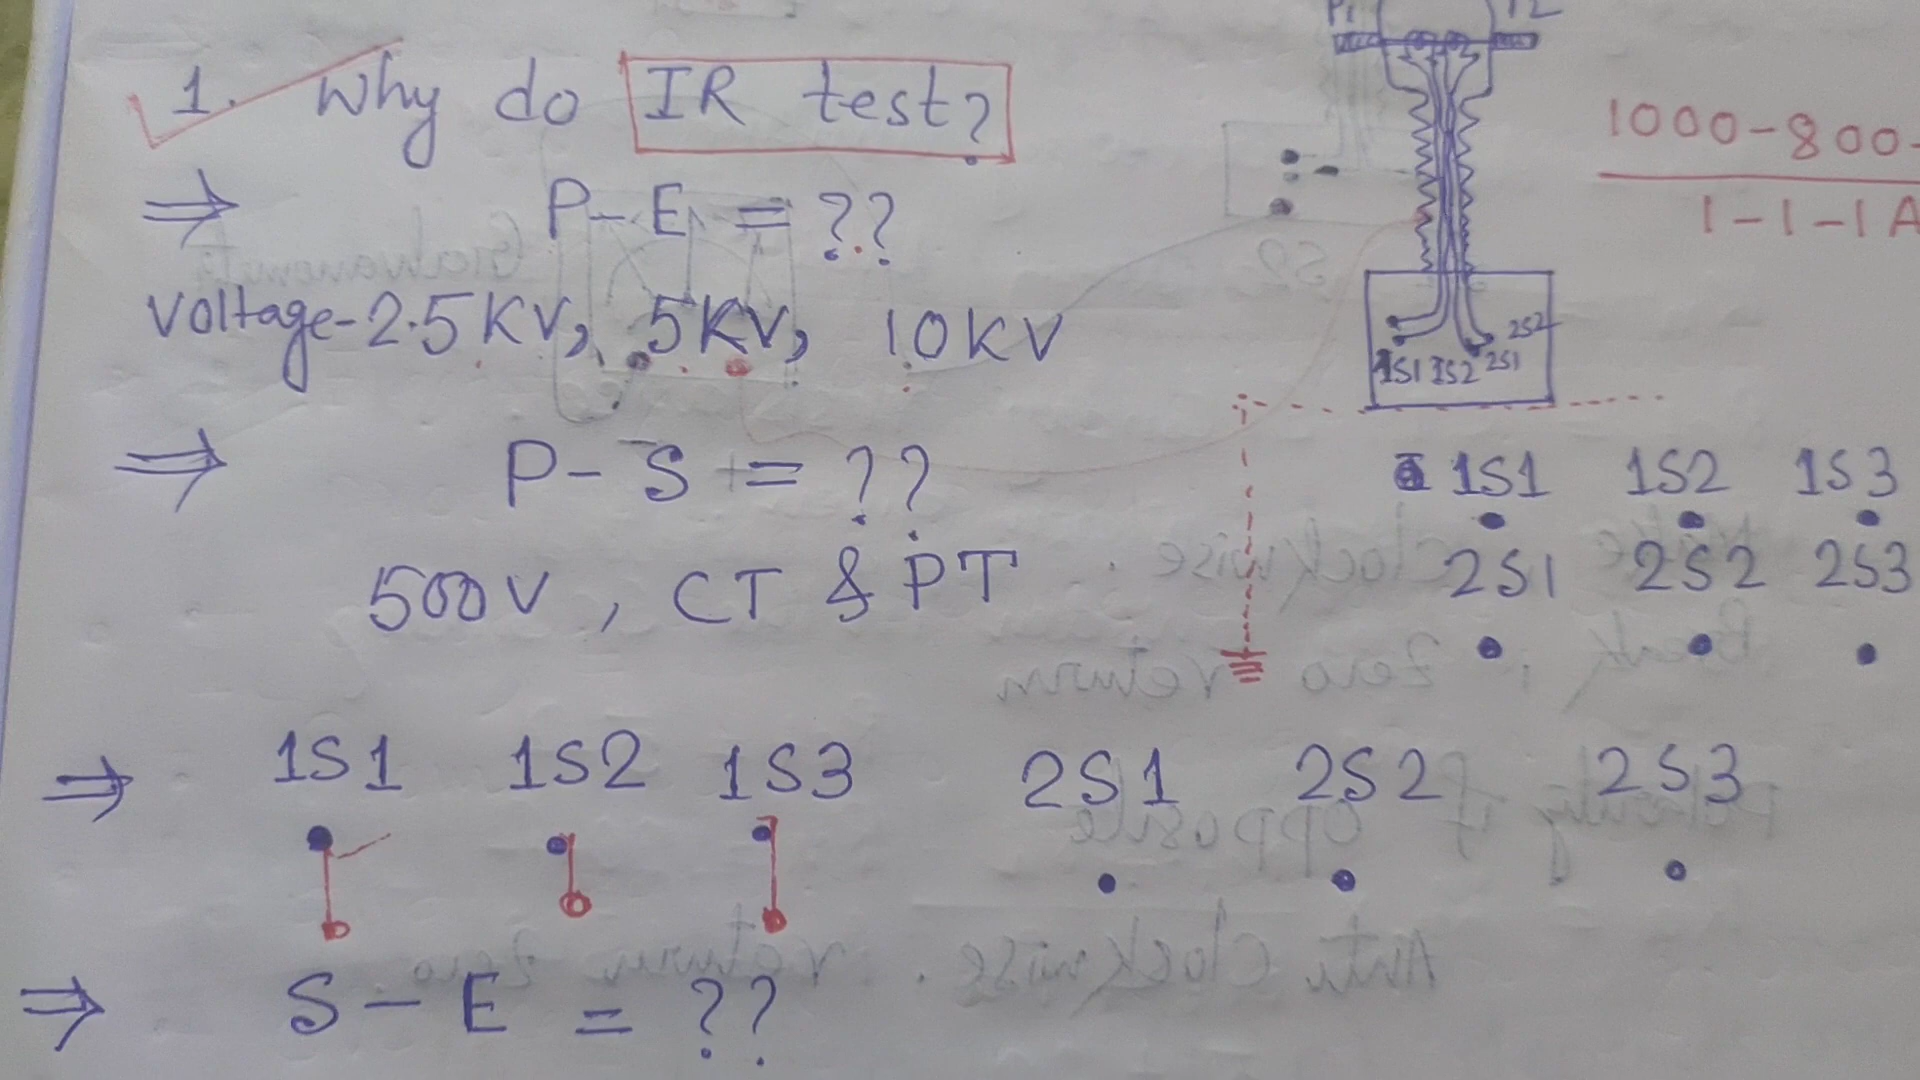 1. Why do IR test?
⇒ P-E = ??
Voltage-2.5KV, 5KV, 10KV
⇒ P-S = ??
500V, CT & PT
⇒ 1S1 1S2 1S3 2S1 2S2 2S3
⇒ S-E = ??
P1
1S1 1S2 2S1 2S2
1000-800-
1-1-1A
1S1 1S2 1S3
2S1 2S2 2S3